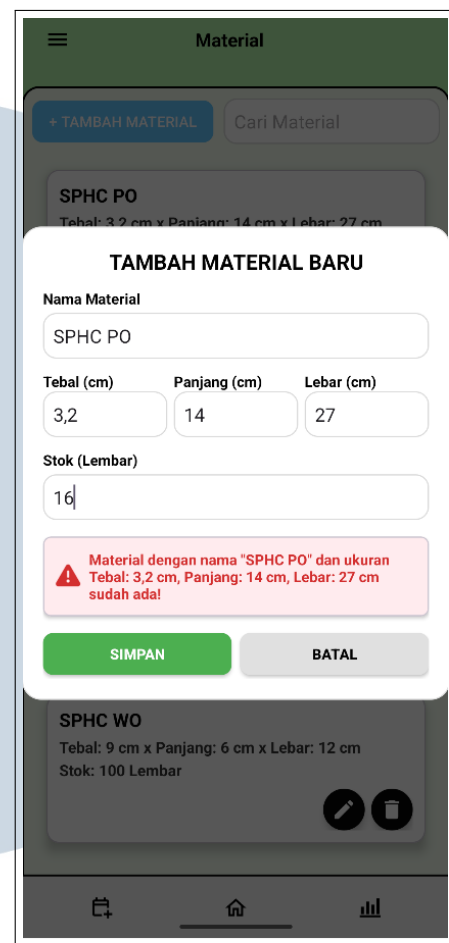 Material
+ TAMBAH MATERIAL
Cari Material
SPHC PO
Tebal: 3,2 cm x Panjang: 14 cm x Lebar: 27 cm
TAMBAH MATERIAL BARU
Nama Material
SPHC PO
Tebal (cm) Panjang (cm) Lebar (cm)
3,2 14 27
Stok (Lembar)
16
Material dengan nama "SPHC PO" dan ukuran
Tebal: 3,2 cm, Panjang: 14 cm, Lebar: 27 cm
sudah ada!
SIMPAN BATAL
SPHC WO
Tebal: 9 cm x Panjang: 6 cm x Lebar: 12 cm
Stok: 100 Lembar